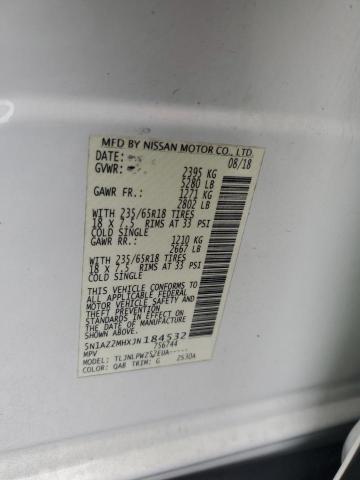 MFD BY NISSAN MOTOR CO., LTD.
DATE: 08/18
GVWR: 2395 KG
5280 LB
GAWR FR.: 1271 KG
2802 LB
WITH 235/65R18 TIRES
18 X 7.5 RIMS AT 33 PSI
COLD SINGLE
GAWR RR.: 1210 KG
2667 LB
WITH 235/65R18 TIRES
18 X 7.5 RIMS AT 33 PSI
COLD SINGLE
THIS VEHICLE CONFORMS TO ALL
APPLICABLE FEDERAL
MOTOR VEHICLE SAFETY, BUMPER AND
THEFT PREVENTION
STANDARDS IN EFFECT ON THE DATE OF
MANUFACTURE SHOWN ABOVE.
5N1AZ2MHXJN184532
MPV 756744
MODEL: TLJNLPWZ52EUA-----
COLOR: QAB TRIM: G 2S30A